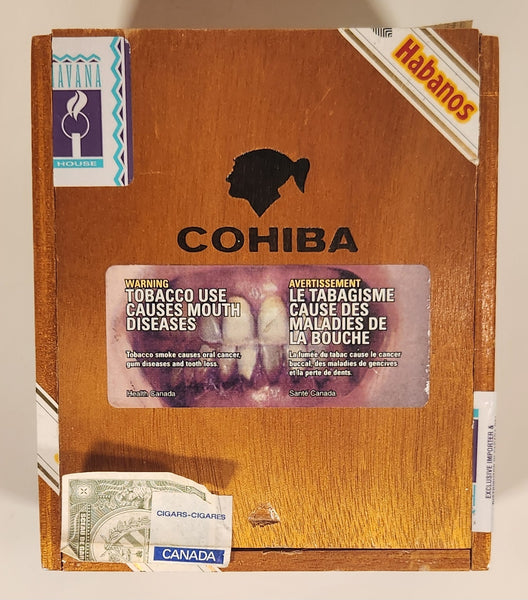 AVANA
HOUSE
Habanos
COHIBA
WARNING
TOBACCO USE
CAUSES MOUTH
DISEASES
Tobacco smoke causes oral cancer,
gum diseases and tooth loss.
Health Canada
AVERTISSEMENT
LE TABAGISME
CAUSE DES
MALADIES DE
LA BOUCHE
La fumée du tabac cause le cancer
buccal, des maladies de gencives
et la perte de dents.
Santé Canada
EXCLUSIVE IMPORTER &
CIGARS-CIGARES
CANADA